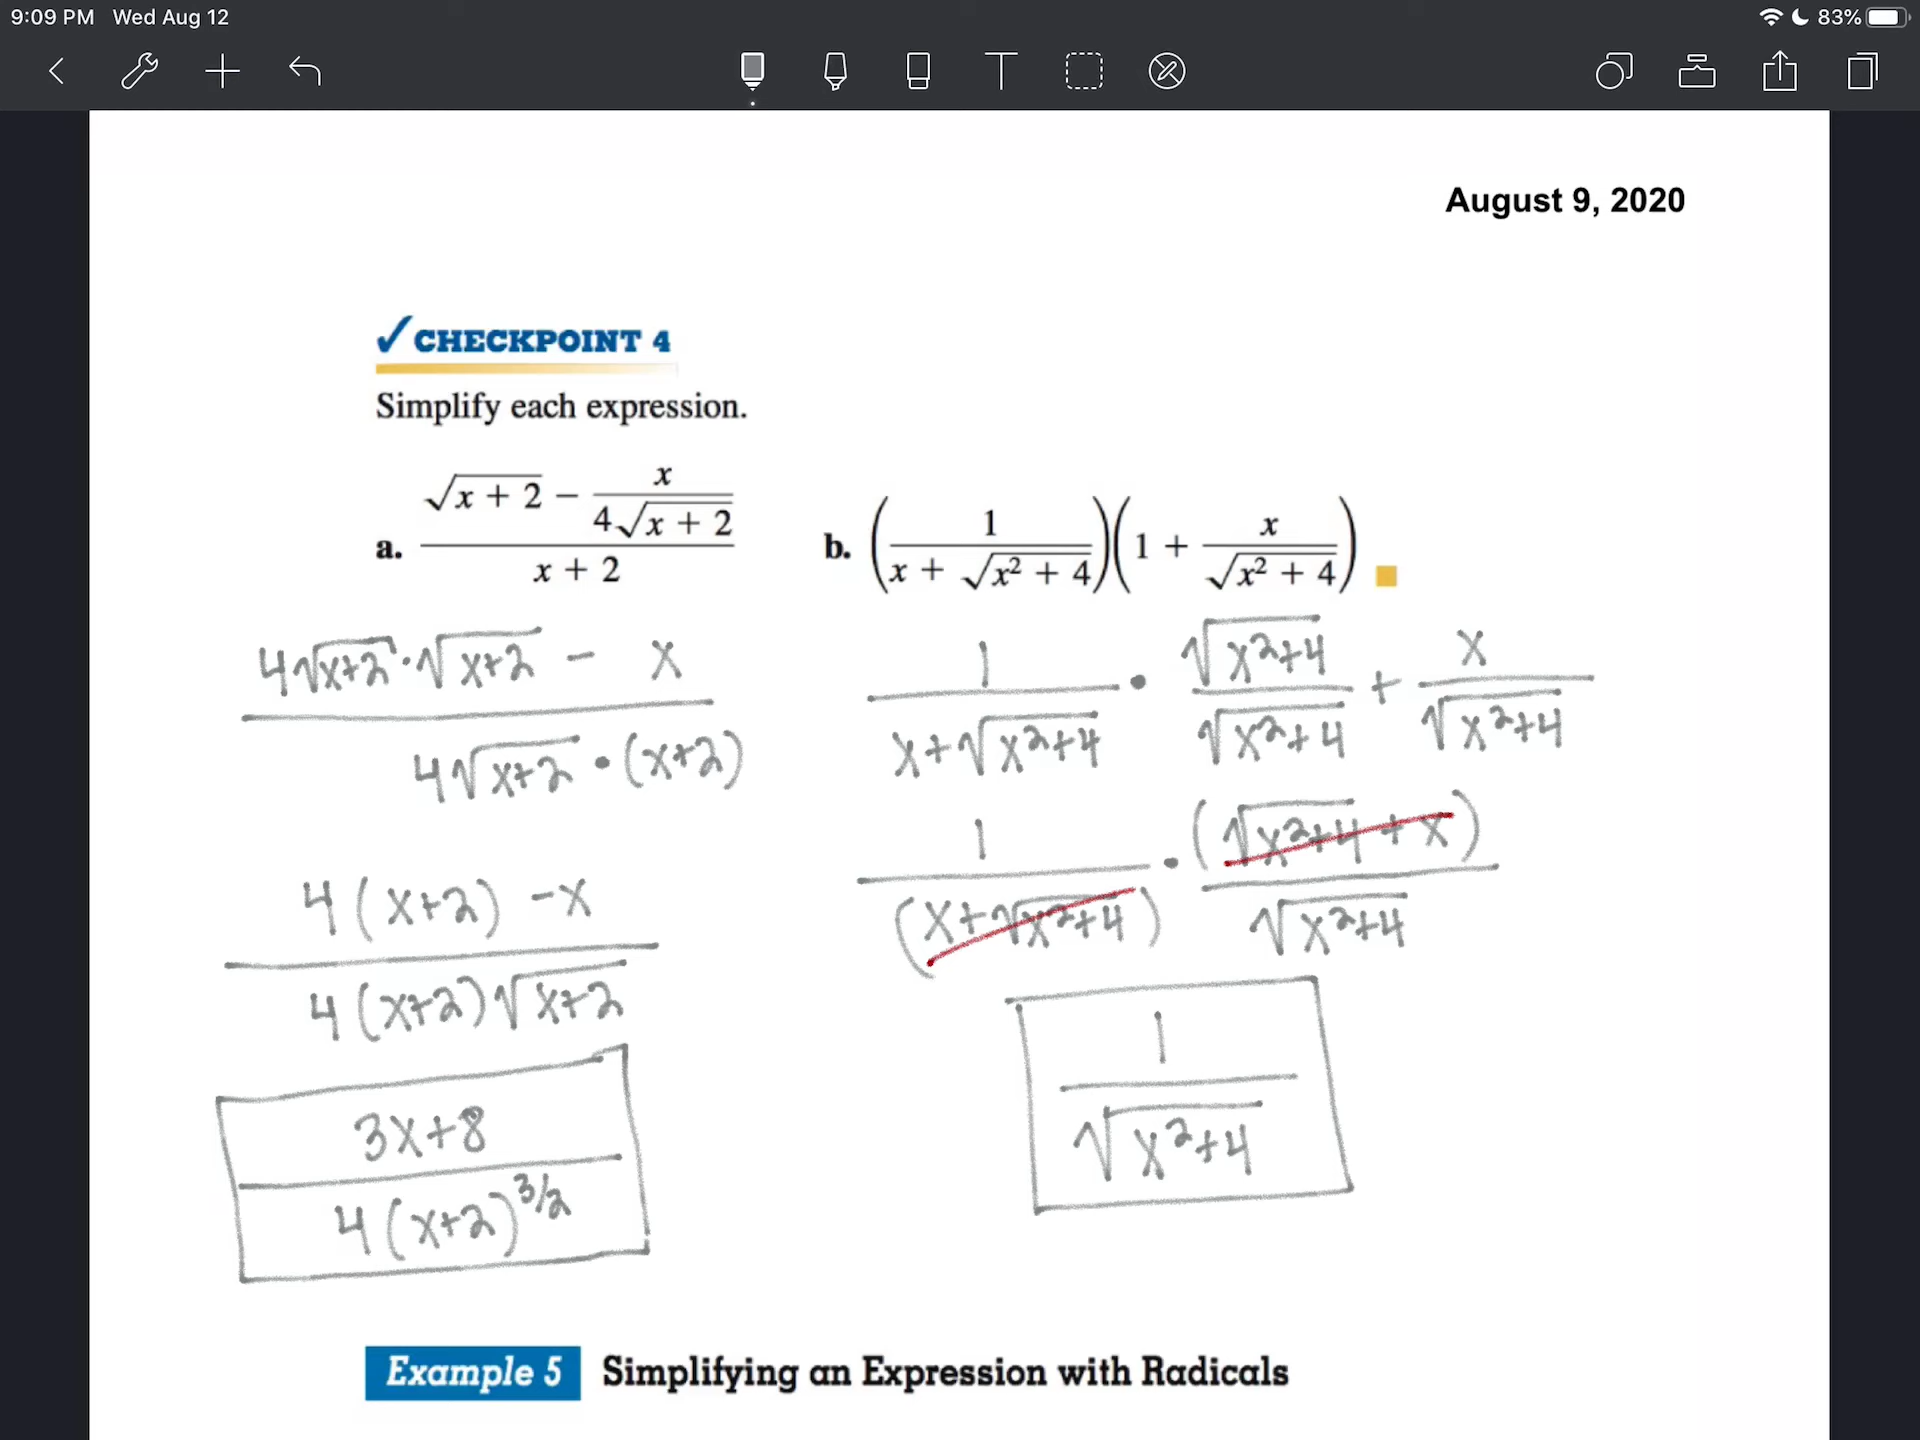 9:09 PM Wed Aug 12 83%
August 9, 2020
✓CHECKPOINT 4
Simplify each expression.
a. (√(x + 2) − x/(4√(x + 2)))/(x + 2)
b. (1/(x + √(x² + 4)))(1 + x/√(x² + 4))
(4√(x+2) · √(x+2) − x)/(4√(x+2) · (x+2))
1/(x+√(x²+4)) · √(x²+4)/√(x²+4) + x/√(x²+4)
(4(x+2) −x)/(4(x+2)√(x+2))
1/(x+√(x²+4)) · (√(x²+4) + x)/√(x²+4)
(3x+8)/(4(x+2)^(3/2))
1/√(x²+4)
Example 5 Simplifying an Expression with Radicals